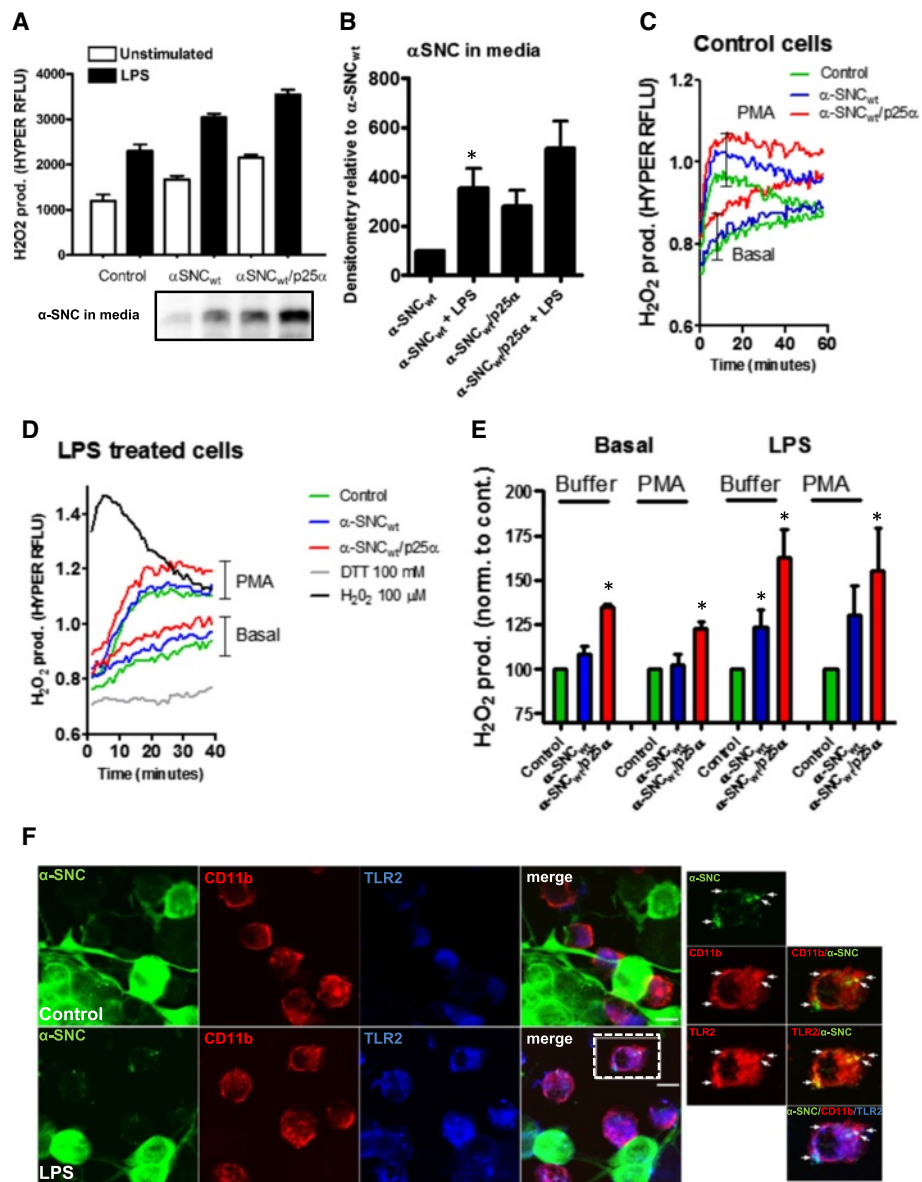 A
Unstimulated
LPS
H2O2 prod. (HYPER RFLU)
4000
3000
2000
1000
0
Control
αSNCwt
αSNCwt/p25α
α-SNC in media
B
αSNC in media
Densitometry relative to α-SNCwt
800
600
400
200
0
α-SNCwt
α-SNCwt + LPS
α-SNCwt/p25α
α-SNCwt/p25α + LPS
*
C
Control cells
Control
α-SNCwt
α-SNCwt/p25α
PMA
Basal
H2O2 prod. (HYPER RFLU)
1.2
1.0
0.8
0.6
0
20
40
60
Time (minutes)
D
LPS treated cells
Control
α-SNCwt
α-SNCwt/p25α
DTT 100 mM
H2O2 100 μM
PMA
Basal
H2O2 prod. (HYPER RFLU)
1.4
1.2
1.0
0.8
0.6
0
10
20
30
40
Time (minutes)
E
Basal
LPS
Buffer
PMA
Buffer
PMA
H2O2 prod. (norm. to cont.)
200
175
150
125
100
75
*
*
*
*
*
Control
α-SNCwt
α-SNCwt/p25α
Control
α-SNCwt
α-SNCwt/p25α
Control
α-SNCwt
α-SNCwt/p25α
Control
α-SNCwt
α-SNCwt/p25α
F
α-SNC
CD11b
TLR2
merge
Control
α-SNC
CD11b
TLR2
merge
LPS
α-SNC
CD11b
CD11b/α-SNC
TLR2
TLR2/α-SNC
α-SNC/CD11b/TLR2